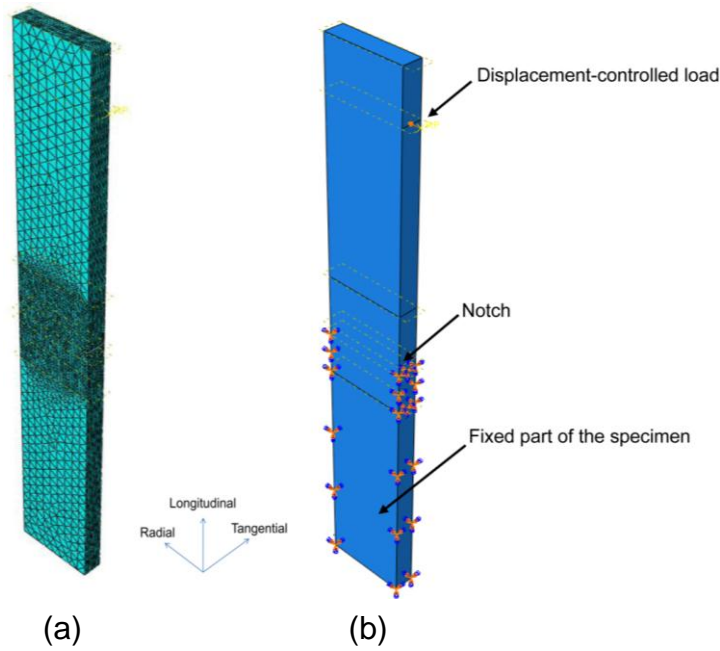 Displacement-controlled load
Notch
Fixed part of the specimen
Longitudinal
Radial
Tangential
(a)
(b)